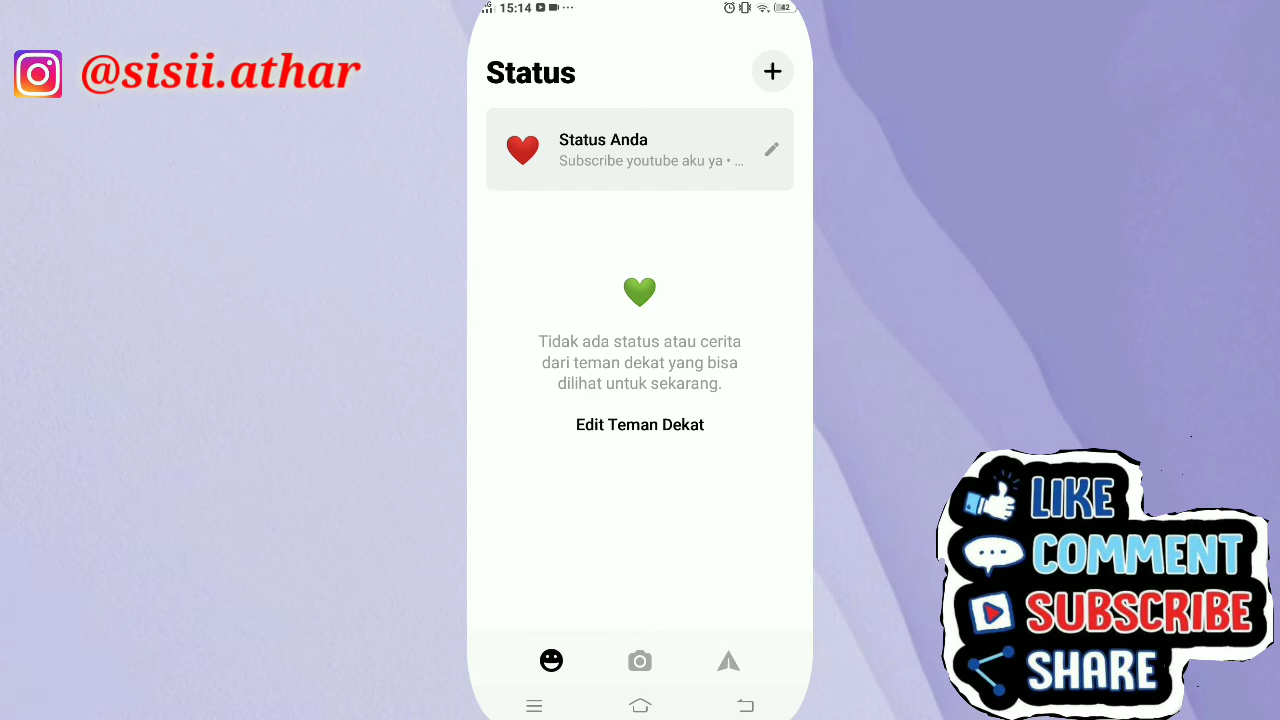 15:14
42
@sisii.athar
Status
Status Anda
Subscribe youtube aku ya • ...
Tidak ada status atau cerita
dari teman dekat yang bisa
dilihat untuk sekarang.
Edit Teman Dekat
LIKE
COMMENT
SUBSCRIBE
SHARE